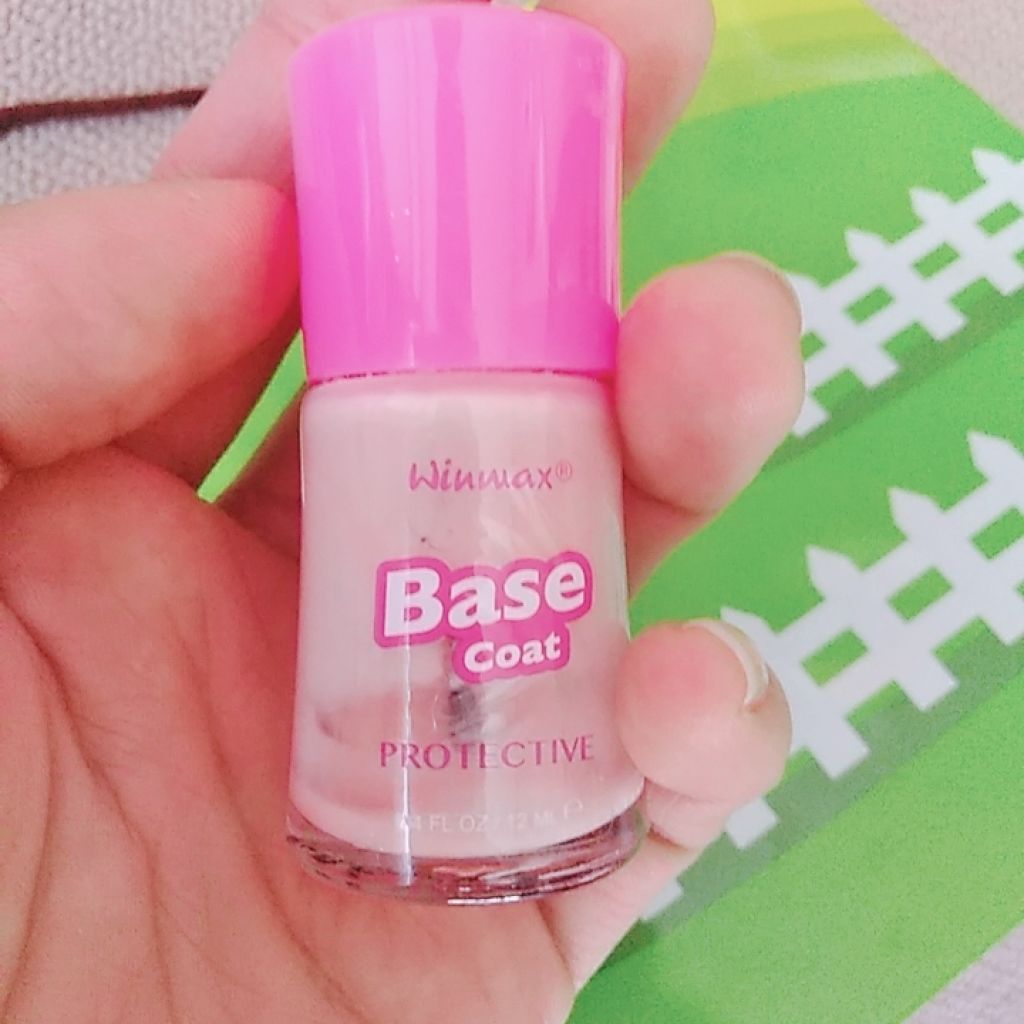 Winmax®
Base
Coat
PROTECTIVE
FL OZ / 12 ML ℮